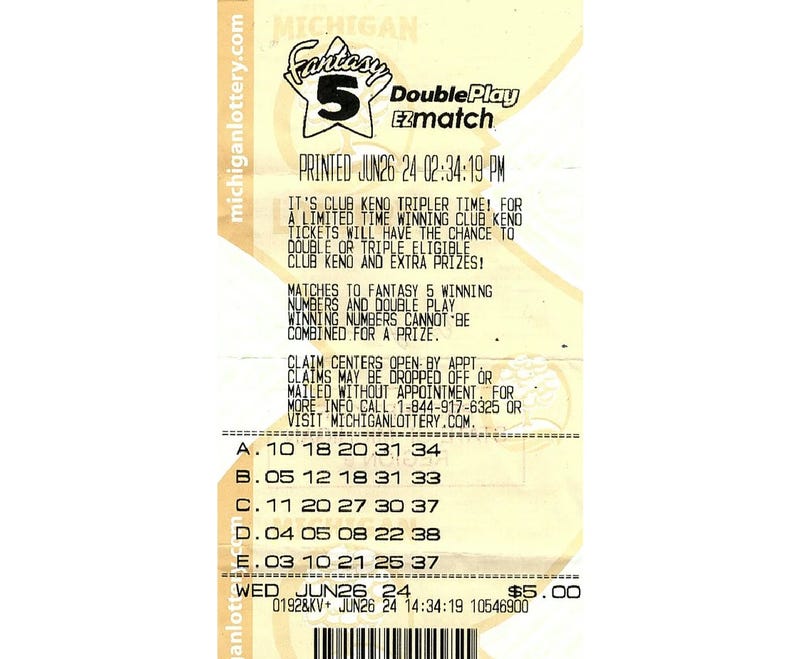 MICHIGAN
michiganlottery.com
Fantasy
5
DoublePlay
EZmatch
PRINTED JUN26 24 02:34:19 PM
IT'S CLUB KENO TRIPLER TIME! FOR
A LIMITED TIME WINNING CLUB KENO
TICKETS WILL HAVE THE CHANCE TO
DOUBLE OR TRIPLE ELIGIBLE
CLUB KENO AND EXTRA PRIZES!
MATCHES TO FANTASY 5 WINNING
NUMBERS AND DOUBLE PLAY
WINNING NUMBERS CANNOT BE
COMBINED FOR A PRIZE.
CLAIM CENTERS OPEN BY APPT.
CLAIMS MAY BE DROPPED OFF OR
MAILED WITHOUT APPOINTMENT. FOR
MORE INFO CALL 1-844-917-6325 OR
VISIT MICHIGANLOTTERY.COM.
A.10 18 20 31 34
B.05 12 18 31 33
C.11 20 27 30 37
D.04 05 08 22 38
E.03 10 21 25 37
MICHIGAN
iganlottery.com
WED JUN26 24 $5.00
0192&KV+ JUN26 24 14:34:19 10546900